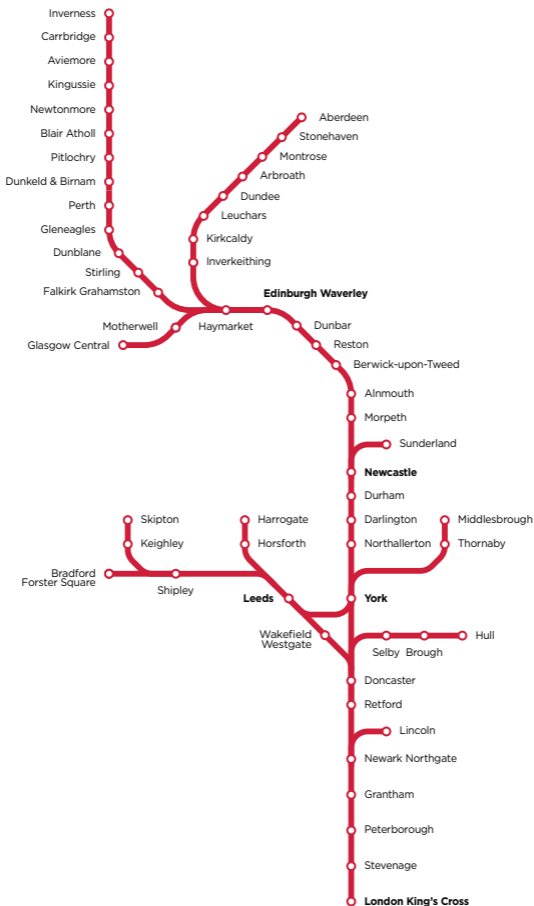 Inverness
Carrbridge
Aviemore
Kingussie
Newtonmore
Blair Atholl
Pitlochry
Dunkeld & Birnam
Perth
Gleneagles
Dunblane
Stirling
Falkirk Grahamston
Aberdeen
Stonehaven
Montrose
Arbroath
Dundee
Leuchars
Kirkcaldy
Inverkeithing
Edinburgh Waverley
Motherwell
Haymarket
Glasgow Central
Dunbar
Reston
Berwick-upon-Tweed
Alnmouth
Morpeth
Sunderland
Newcastle
Durham
Darlington
Northallerton
Middlesbrough
Thornaby
Skipton
Keighley
Harrogate
Horsforth
Bradford
Forster Square
Shipley
Leeds
York
Wakefield
Westgate
Selby
Brough
Hull
Doncaster
Retford
Lincoln
Newark Northgate
Grantham
Peterborough
Stevenage
London King's Cross